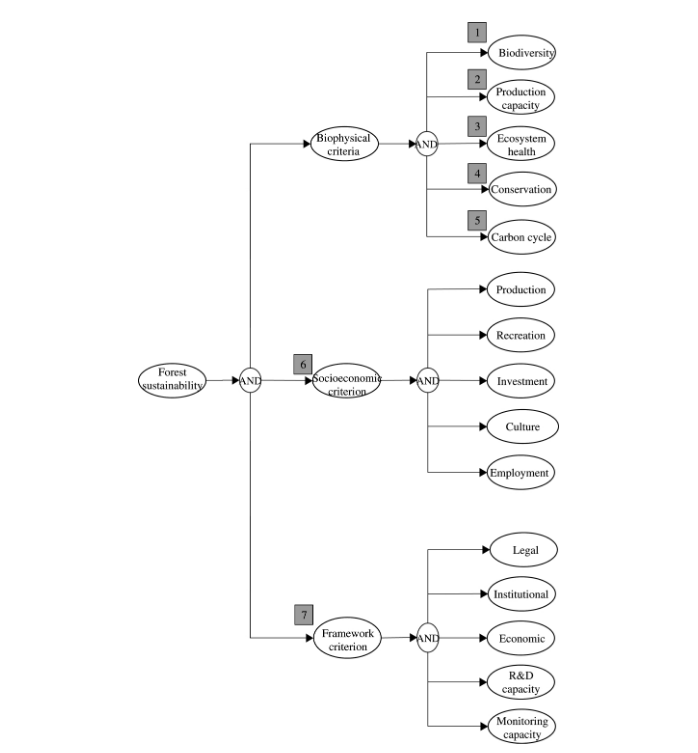 1
Biodiversity
2
Production
capacity
3
Biophysical
criteria
AND
Ecosystem
health
4
Conservation
5
Carbon cycle
Production
Recreation
6
Forest
sustainability
AND
Socioeconomic
criterion
AND
Investment
Culture
Employment
Legal
Institutional
7
Framework
criterion
AND
Economic
R&D
capacity
Monitoring
capacity